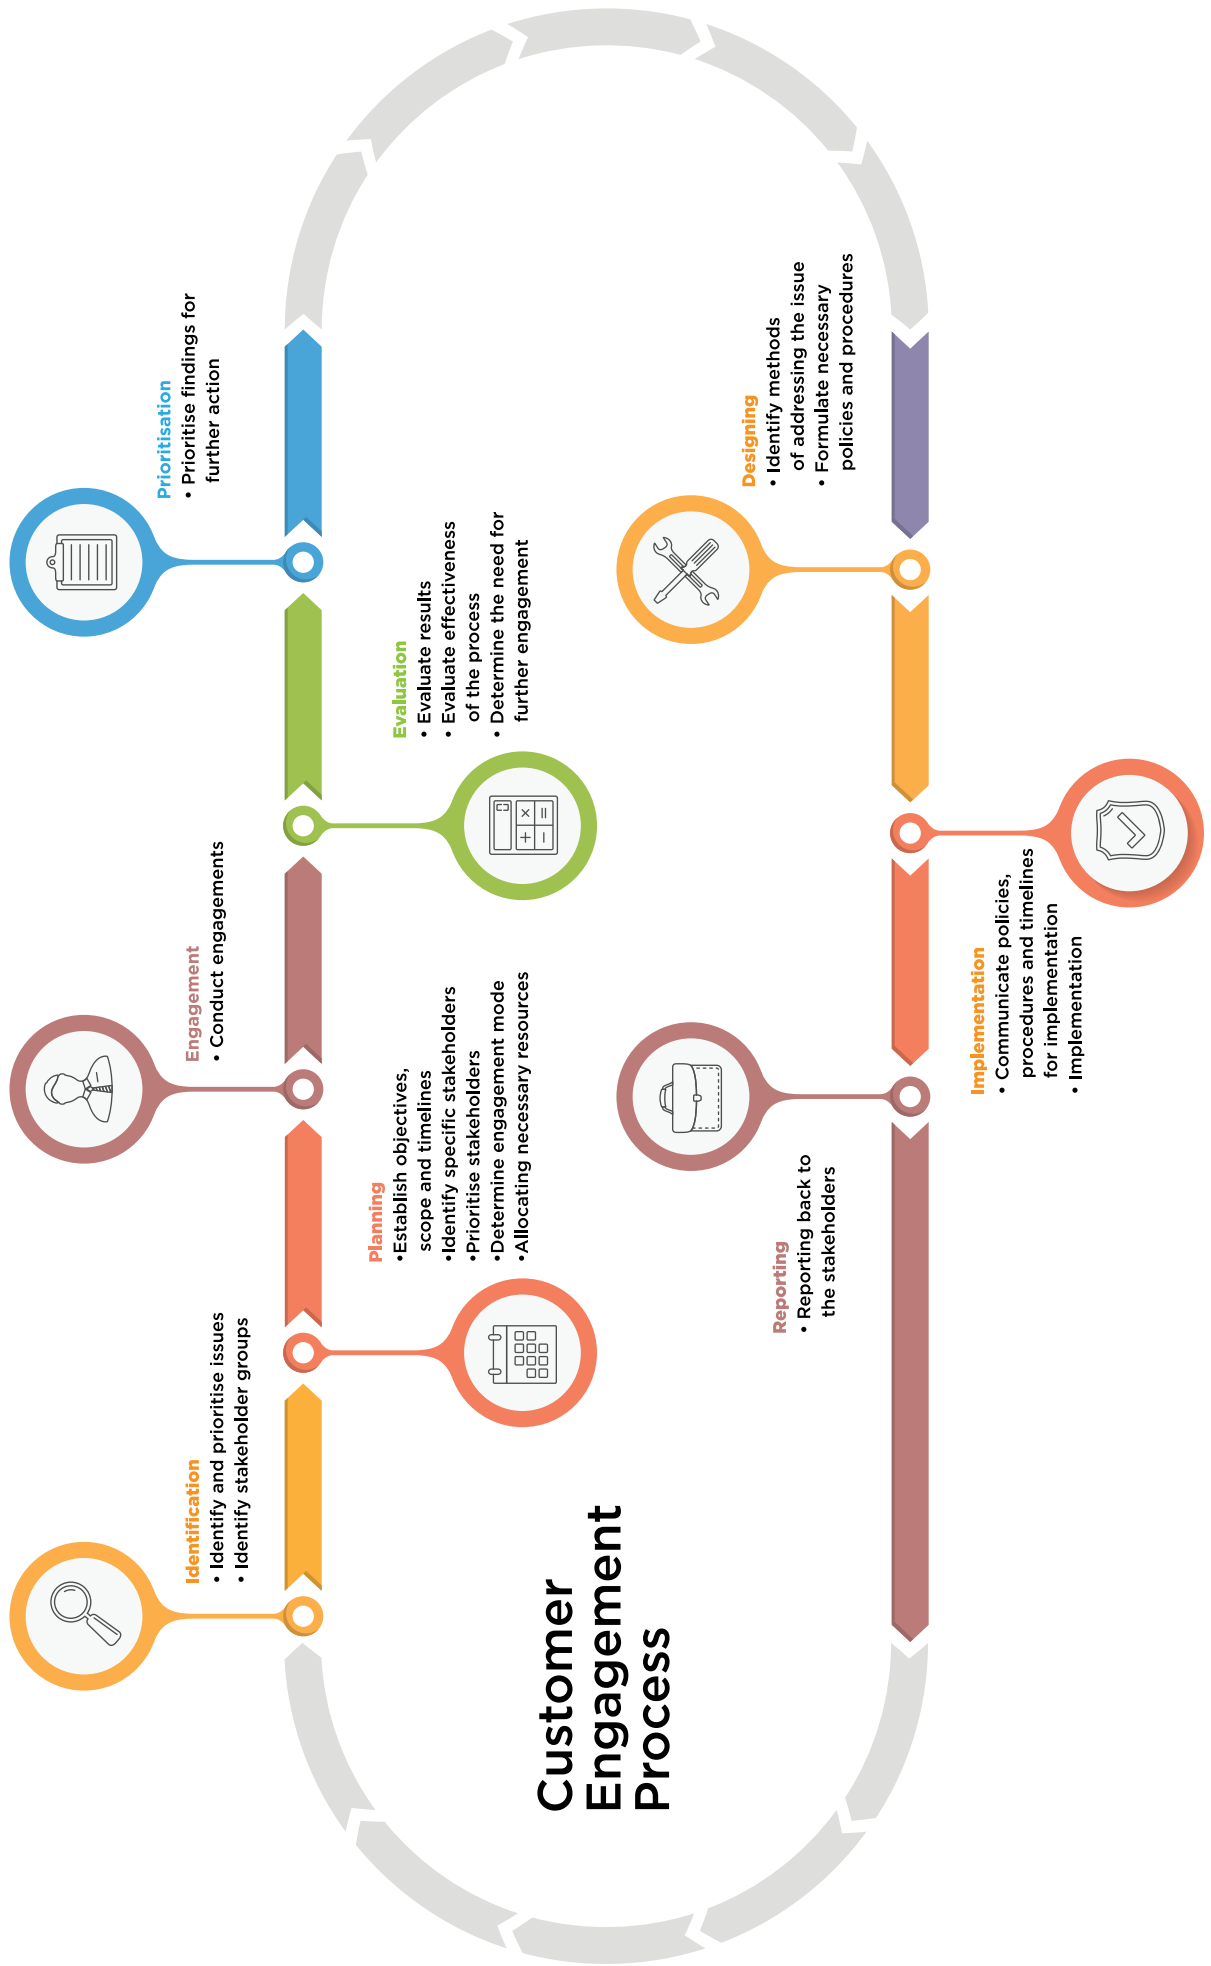 Customer
Engagement
Process
Identification
• Identify and prioritise issues
• Identify stakeholder groups
Planning
•Establish objectives,
scope and timelines
•Identify specific stakeholders
•Prioritise stakeholders
•Determine engagement mode
•Allocating necessary resources
Engagement
• Conduct engagements
Evaluation
• Evaluate results
• Evaluate effectiveness
of the process
• Determine the need for
further engagement
Prioritisation
• Prioritise findings for
further action
Designing
• Identify methods
of addressing the issue
• Formulate necessary
policies and procedures
Implementation
• Communicate policies,
procedures and timelines
for implementation
• Implementation
Reporting
• Reporting back to
the stakeholders